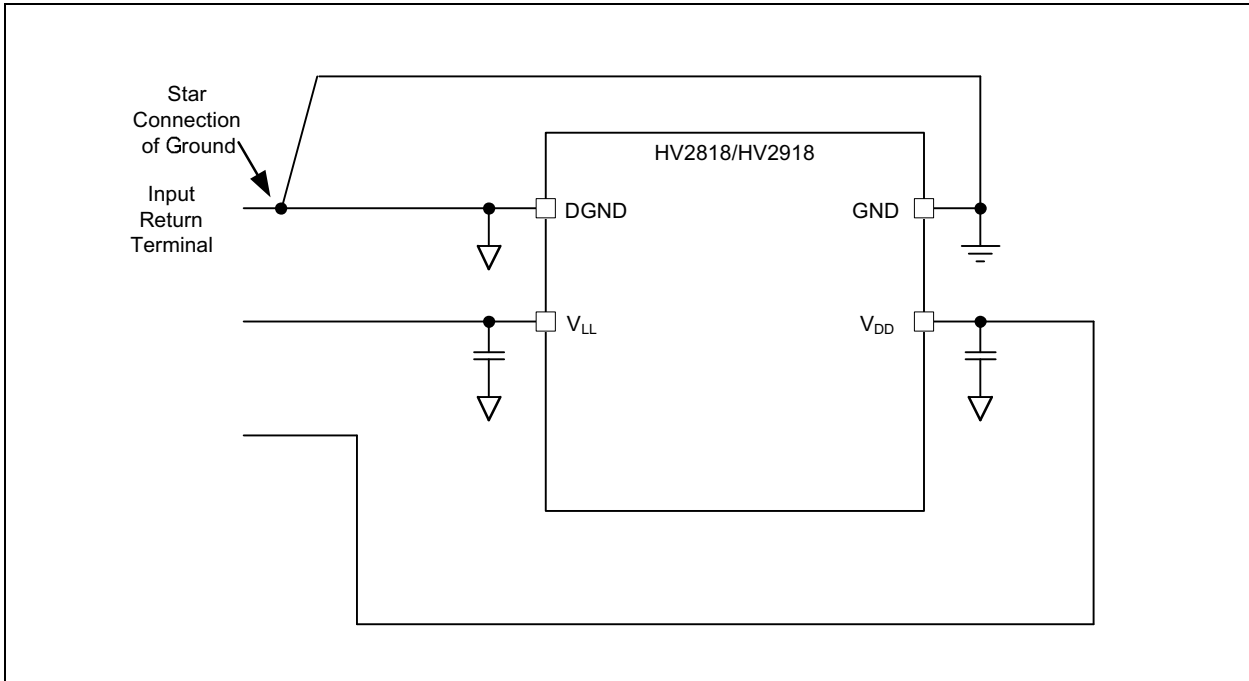 Star
Connection
of Ground
Input
Return
Terminal
HV2818/HV2918
DGND
GND
VLL
VDD